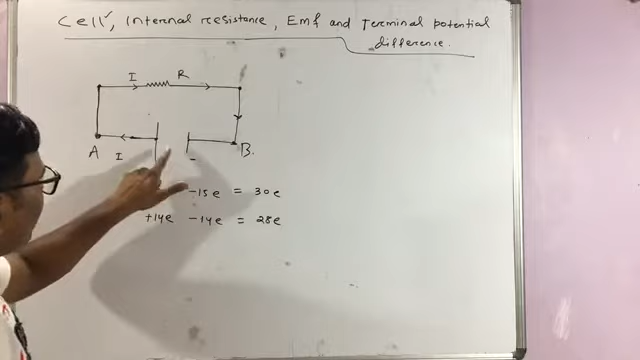 Cell, Internal resistance, Emf and Terminal potential
difference.
I R
A I - B.
-15e = 30e
+14e -14e = 28e